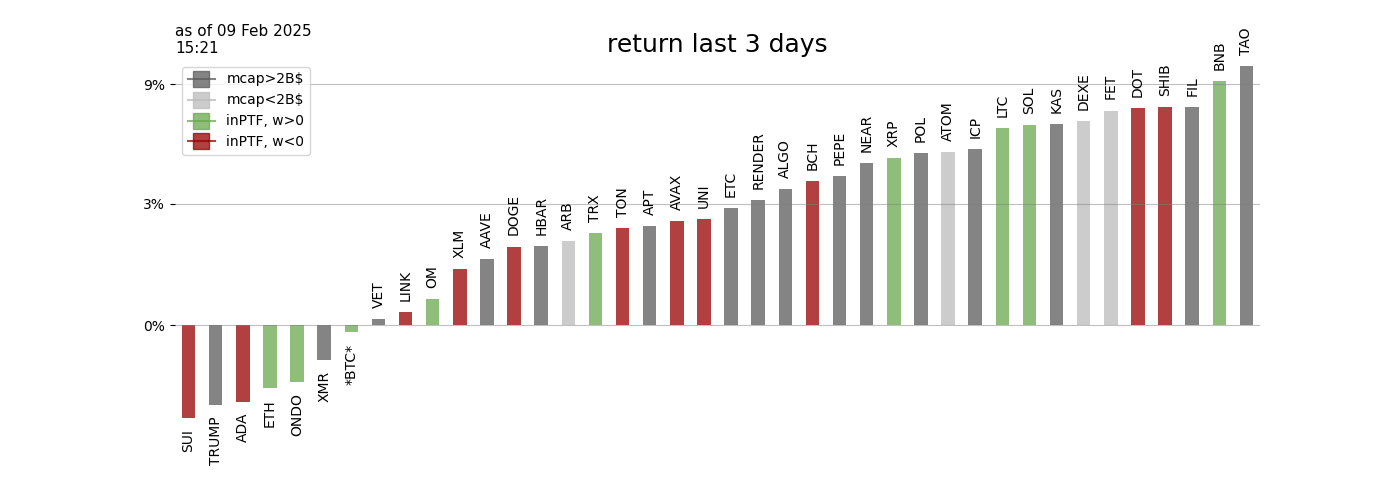 as of 09 Feb 2025
15:21
return last 3 days
mcap>2B$
mcap<2B$
inPTF, w>0
inPTF, w<0
9%
3%
0%
SUI
TRUMP
ADA
ETH
ONDO
XMR
*BTC*
VET
LINK
OM
XLM
AAVE
DOGE
HBAR
ARB
TRX
TON
APT
AVAX
UNI
ETC
RENDER
ALGO
BCH
PEPE
NEAR
XRP
POL
ATOM
ICP
LTC
SOL
KAS
DEXE
FET
DOT
SHIB
FIL
BNB
TAO